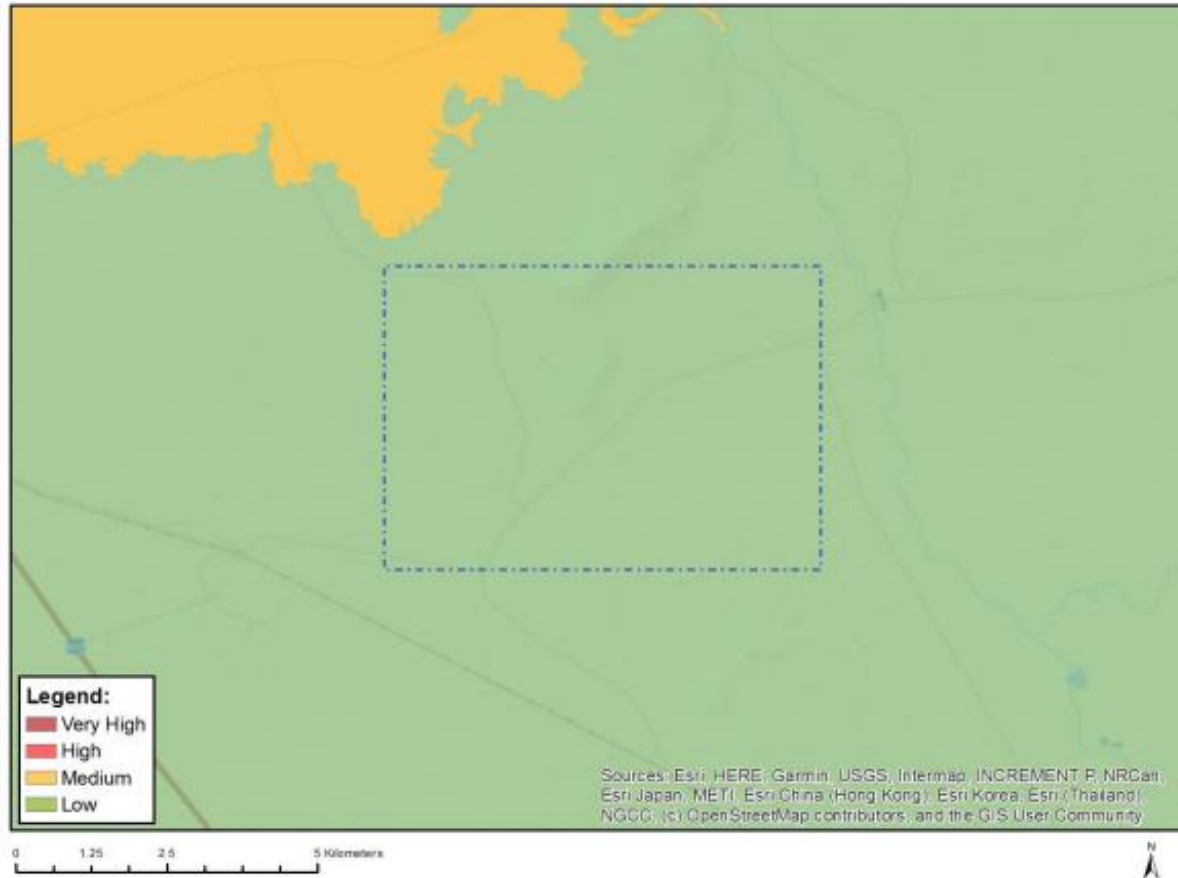 Legend:
Very High
High
Medium
Low
Sources: Esri, HERE, Garmin, USGS, Intermap, INCREMENT P, NRCan,
Esri Japan, METI, Esri China (Hong Kong), Esri Korea, Esri (Thailand),
NGCC, (c) OpenStreetMap contributors, and the GIS User Community
0 1.25 2.5 5 Kilometers
N